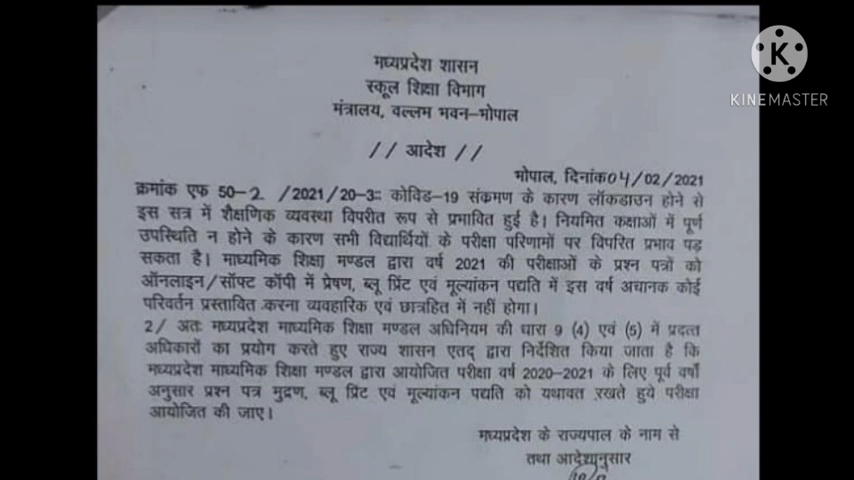 मध्यप्रदेश शासन
स्कूल शिक्षा विभाग
मंत्रालय, वल्लम भवन-भोपाल
// आदेश //
भोपाल, दिनांक04/02/2021
क्रमांक एफ 50-2 /2021/20-3ः कोविड-19 संक्रमण के कारण लॉकडाउन होने से
इस सत्र में शैक्षणिक व्यवस्था विपरीत रूप से प्रभावित हुई है। नियमित कक्षाओं में पूर्ण
उपस्थिति न होने के कारण सभी विद्यार्थियों के परीक्षा परिणामों पर विपरित प्रभाव पड़
सकता है। माध्यमिक शिक्षा मण्डल द्वारा वर्ष 2021 की परीक्षाओं के प्रश्न पत्रों को
ऑनलाइन/सॉफ्ट कॉपी में प्रेषण, ब्लू प्रिंट एवं मूल्यांकन पद्यति में इस वर्ष अचानक कोई
परिवर्तन प्रस्तावित करना व्यवहारिक एवं छात्रहित में नहीं होगा।
2/ अतः मध्यप्रदेश माध्यमिक शिक्षा मण्डल अधिनियम की धारा 9 (4) एवं (5) में प्रदत्त
अधिकारों का प्रयोग करते हुए राज्य शासन एतद् द्वारा निर्देशित किया जाता है कि
मध्यप्रदेश माध्यमिक शिक्षा मण्डल द्वारा आयोजित परीक्षा वर्ष 2020-2021 के लिए पूर्व वर्षो
अनुसार प्रश्न पत्र मुद्रण, ब्लू प्रिंट एवं मूल्यांकन पद्यति को यथावत रखते हुये परीक्षा
आयोजित की जाए।
मध्यप्रदेश के राज्यपाल के नाम से
तथा आदेशानुसार
K
KINEMASTER